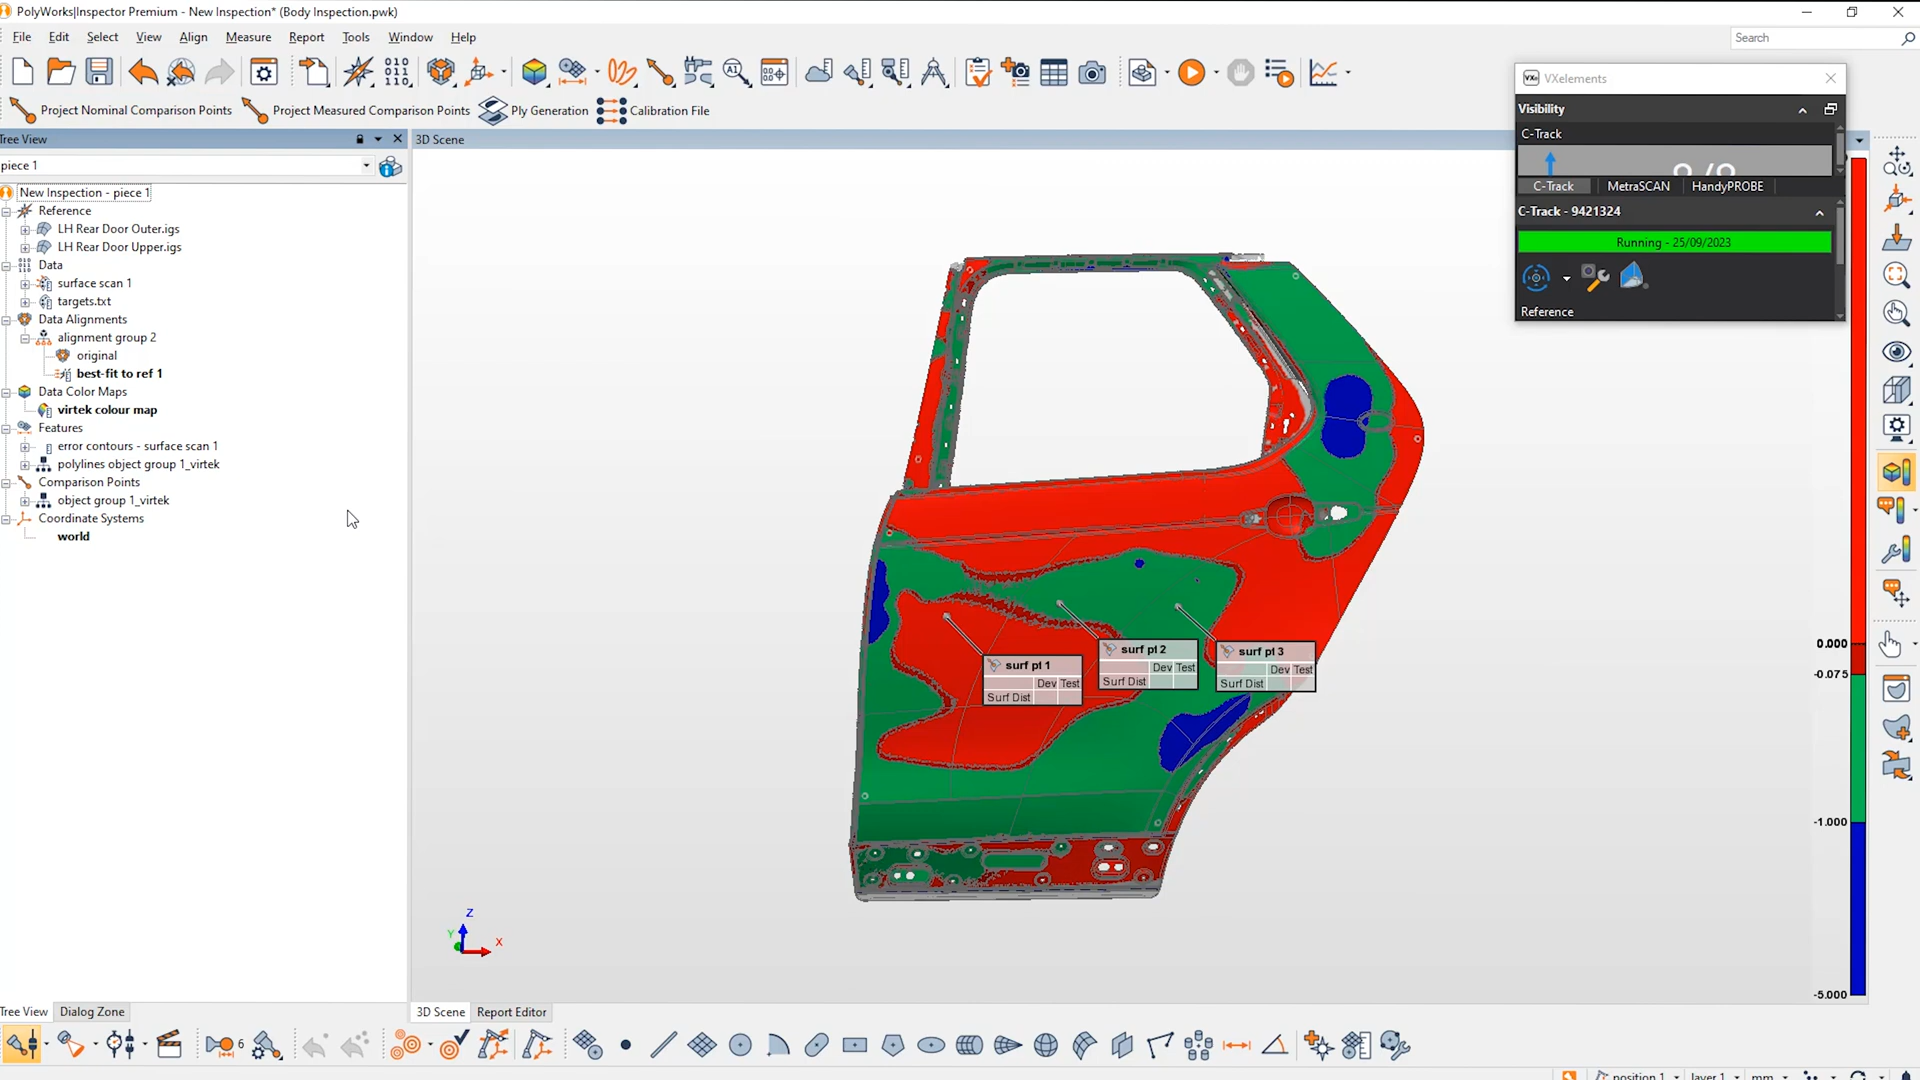 PolyWorks|Inspector Premium - New Inspection* (Body Inspection.pwk)
File Edit Select View Align Measure Report Tools Window Help
Search
Project Nominal Comparison Points Project Measured Comparison Points Ply Generation Calibration File
Tree View
3D Scene
piece 1
New Inspection - piece 1
Reference
LH Rear Door Outer.igs
LH Rear Door Upper.igs
Data
surface scan 1
targets.txt
Data Alignments
alignment group 2
original
best-fit to ref 1
Data Color Maps
virtek colour map
Features
error contours - surface scan 1
polylines object group 1_virtek
Comparison Points
object group 1_virtek
Coordinate Systems
world
VXelements
Visibility
C-Track
C-Track MetraSCAN HandyPROBE
C-Track - 9421324
Running - 25/09/2023
Reference
surf pt 1
Dev Test
Surf Dist
surf pt 2
Dev Test
Surf Dist
surf pt 3
Dev Test
Surf Dist
0.000
-0.075
-1.000
-5.000
Z
Y
X
Tree View Dialog Zone
3D Scene Report Editor
6
position 1 layer 1 mm